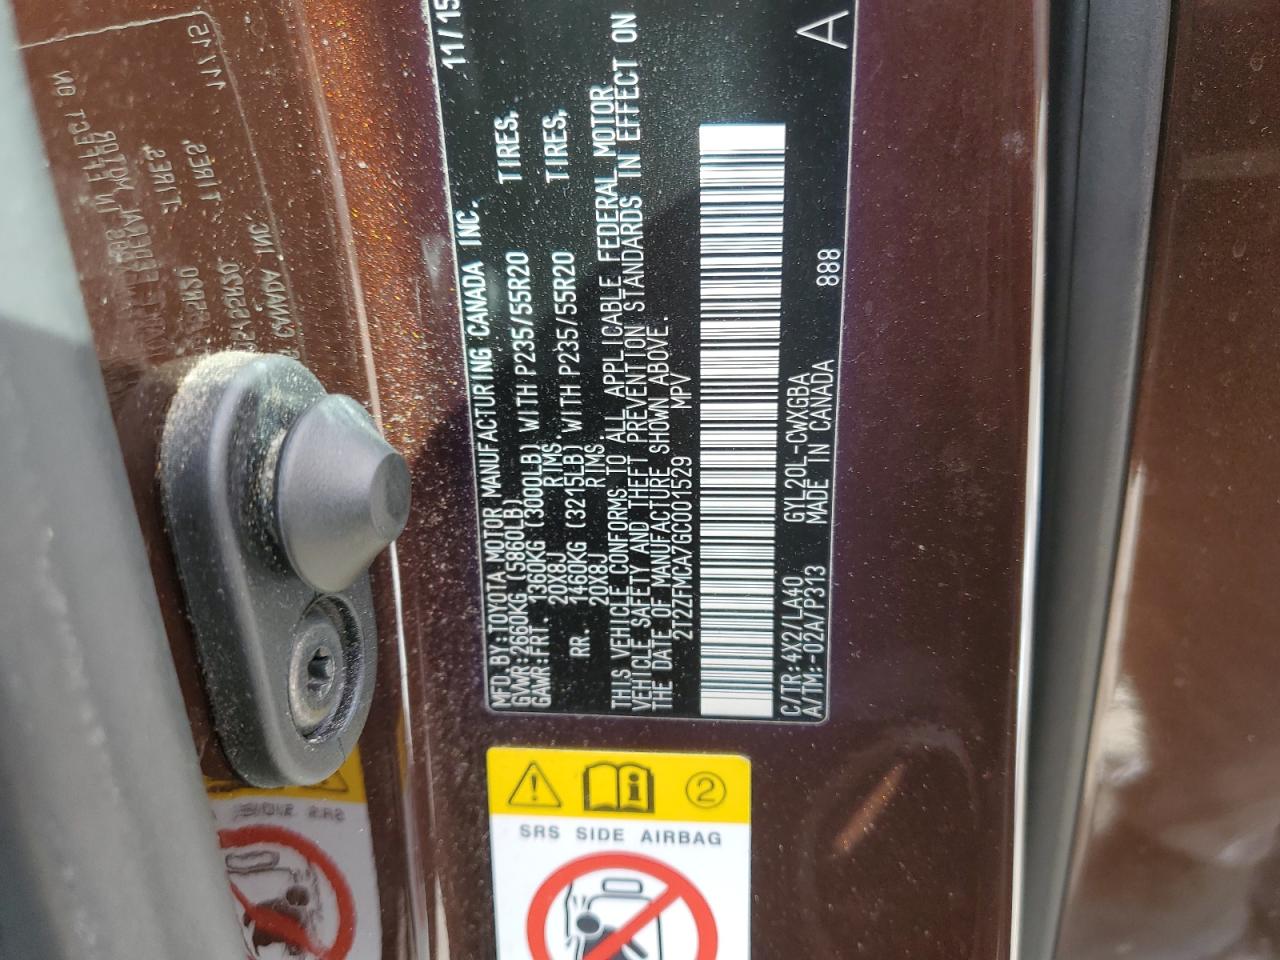 MFD. BY: TOYOTA MOTOR MANUFACTURING CANADA INC. 11/15
GVWR: 2660KG (5860LB)
GAWR: FRT. 1360KG (3000LB) WITH P235/55R20 TIRES,
20X8J RIMS.
RR. 1460KG (3215LB) WITH P235/55R20 TIRES,
20X8J RIMS.
THIS VEHICLE CONFORMS TO ALL APPLICABLE FEDERAL MOTOR
VEHICLE SAFETY AND THEFT PREVENTION STANDARDS IN EFFECT ON
THE DATE OF MANUFACTURE SHOWN ABOVE.
2T2ZFMCA7GC001529 MPV
C/TR: 4X2/LA40 GYL20L-CWXGBA 888
A/TM: -02A/P313 MADE IN CANADA
A
2
SRS SIDE AIRBAG